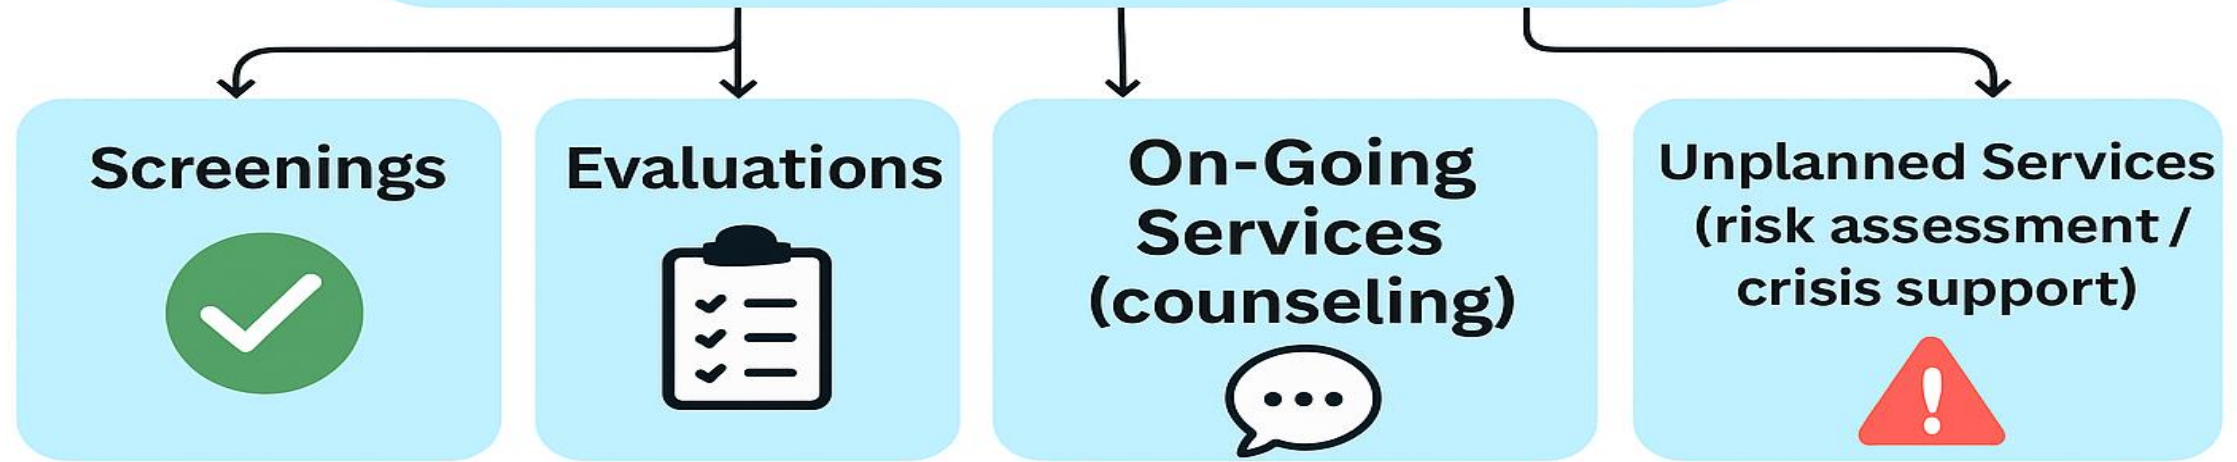 Screenings
Evaluations
On-Going
Services
(counseling)
Unplanned Services
(risk assessment /
crisis support)